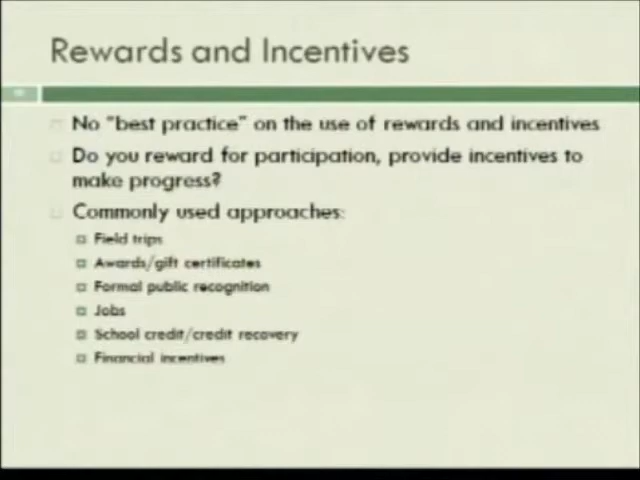 Rewards and Incentives
No "best practice" on the use of rewards and incentives
Do you reward for participation, provide incentives to
make progress?
Commonly used approaches:
Field trips
Awards/gift certificates
Formal public recognition
Jobs
School credit/credit recovery
Financial incentives